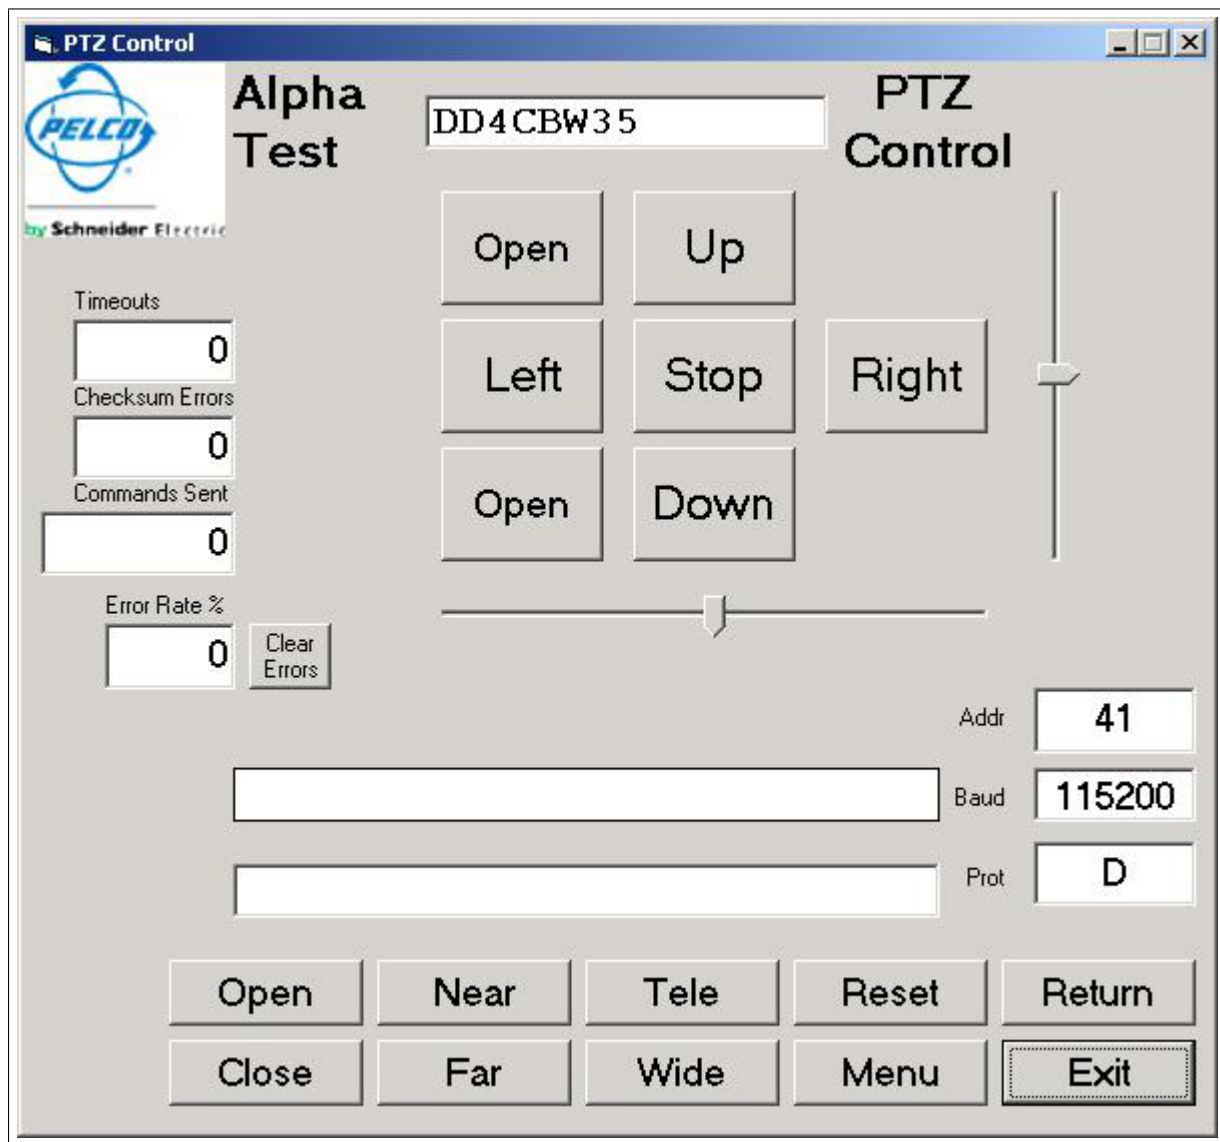 PTZ Control
PELCO
by Schneider Electric
Alpha
Test
DD4CBW35
PTZ
Control
Open
Up
Left
Stop
Right
Open
Down
Timeouts
0
Checksum Errors
0
Commands Sent
0
Error Rate %
0
Clear
Errors
Addr
41
Baud
115200
Prot
D
Open
Near
Tele
Reset
Return
Close
Far
Wide
Menu
Exit